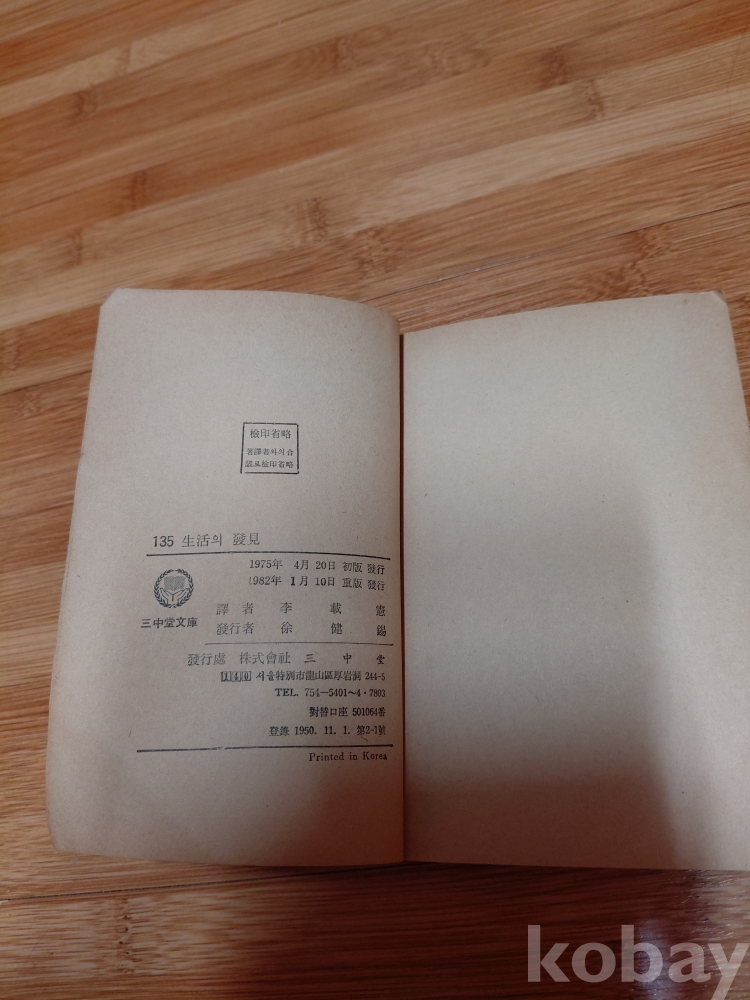 檢印省略
著譯者와의合
議로檢印省略
135 生活의 發見
1975年 4月 20日 初版 發行
1982年 1月 10日 重版 發行
三中堂文庫
譯者 李載憲
發行者 徐健錫
發行處 株式會社 三中堂
140 서울特別市龍山區厚岩洞 244-5
TEL. 754-5401~4·7803
對替口座 501064番
登錄 1950. 11. 1. 第2-1號
Printed in Korea
kobay